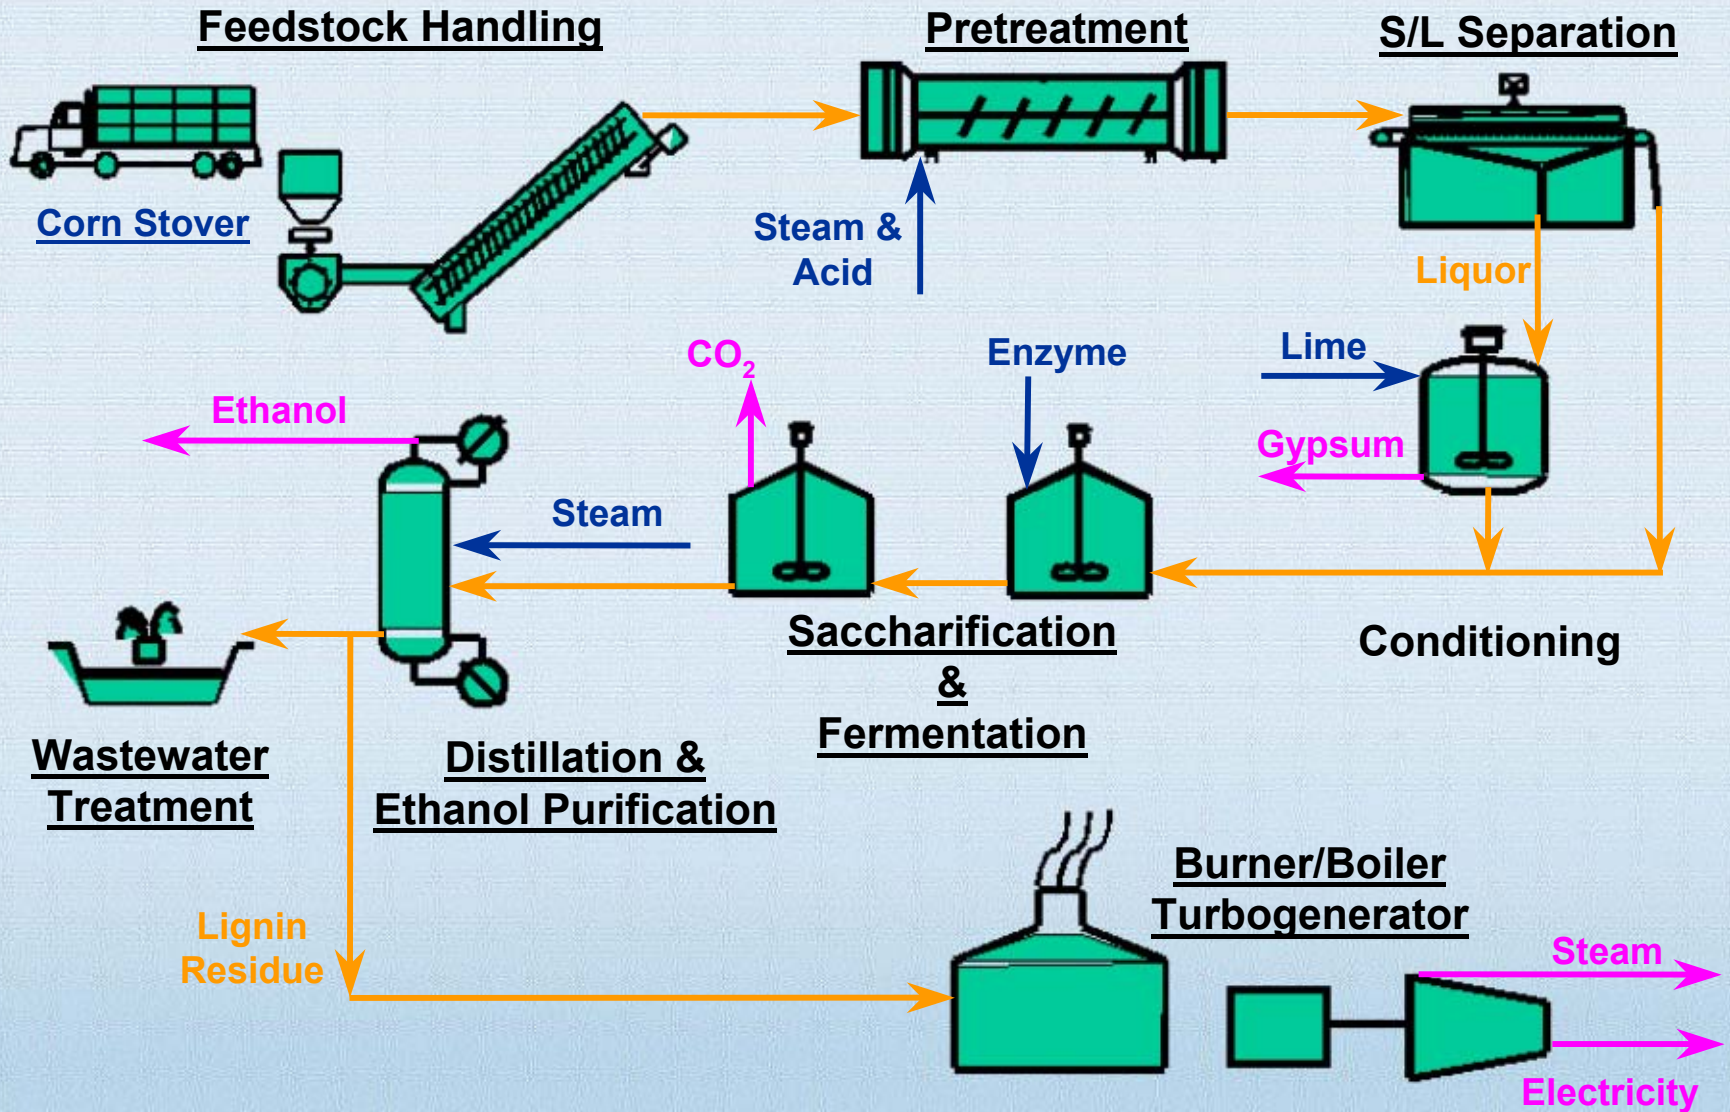 Feedstock Handling
Pretreatment
S/L Separation
Corn Stover
Steam &
Acid
Liquor
CO₂
Enzyme
Lime
Ethanol
Gypsum
Steam
Saccharification
&
Fermentation
Conditioning
Wastewater
Treatment
Distillation &
Ethanol Purification
Burner/Boiler
Turbogenerator
Lignin
Residue
Steam
Electricity